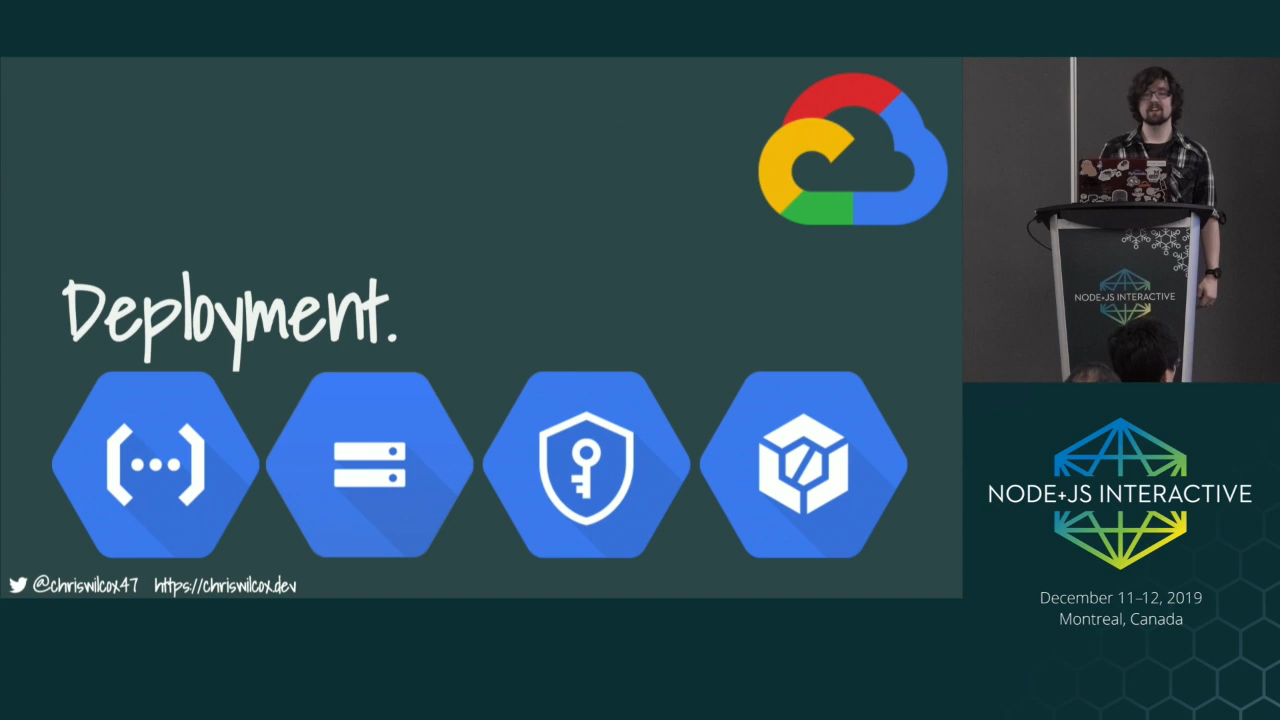 Deployment.
@chriswilcox47 https://chriswilcox.dev
NODE+JS INTERACTIVE
NODE+JS INTERACTIVE
December 11–12, 2019
Montreal, Canada